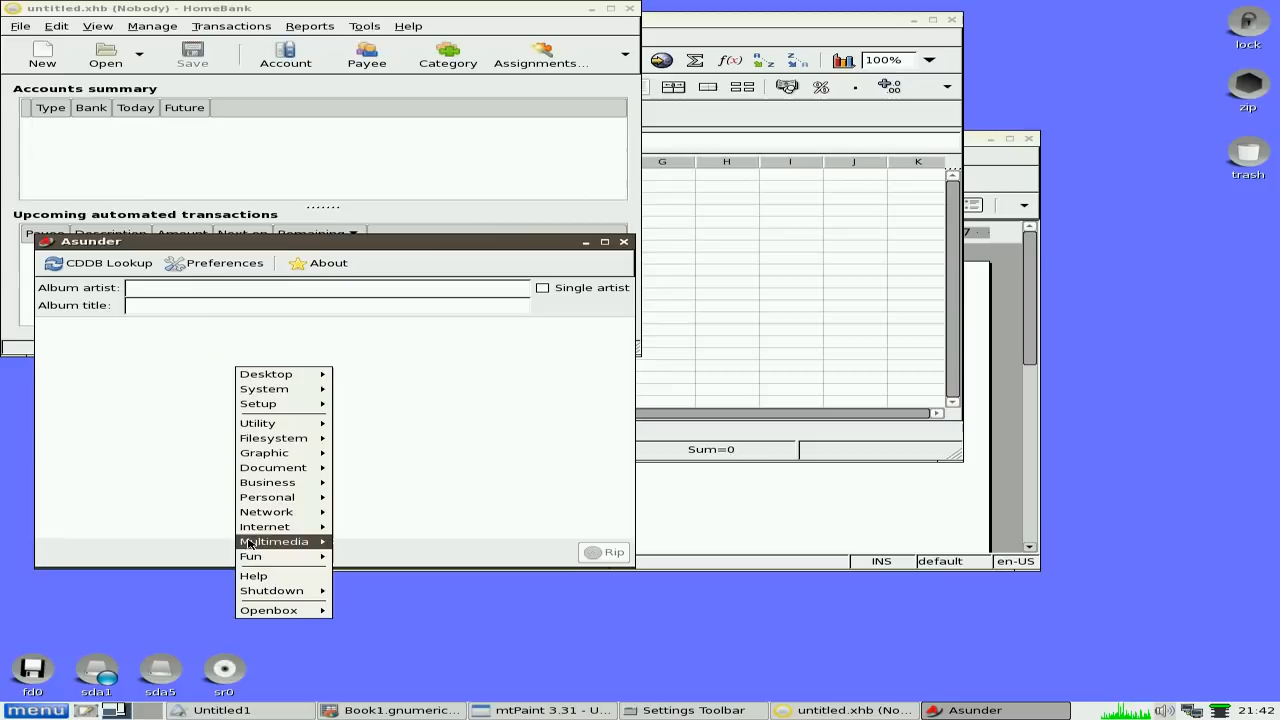 untitled.xhb (Nobody) - HomeBank
File Edit View Manage Transactions Reports Tools Help
New Open Save Account Payee Category Assignments...
Accounts summary
Type Bank Today Future
Upcoming automated transactions
Asunder
CDDB Lookup Preferences About
Album artist: Single artist
Album title:
Rip
Desktop
System
Setup
Utility
Filesystem
Graphic
Document
Business
Personal
Network
Internet
Multimedia
Fun
Help
Shutdown
Openbox
f(x) 100%
%
G H I J K
Sum=0
7
INS default en-US
lock
zip
trash
fd0 sda1 sda5 sr0
menu Untitled1 Book1.gnumeric... mtPaint 3.31 - U... Settings Toolbar untitled.xhb (No... Asunder 21:42